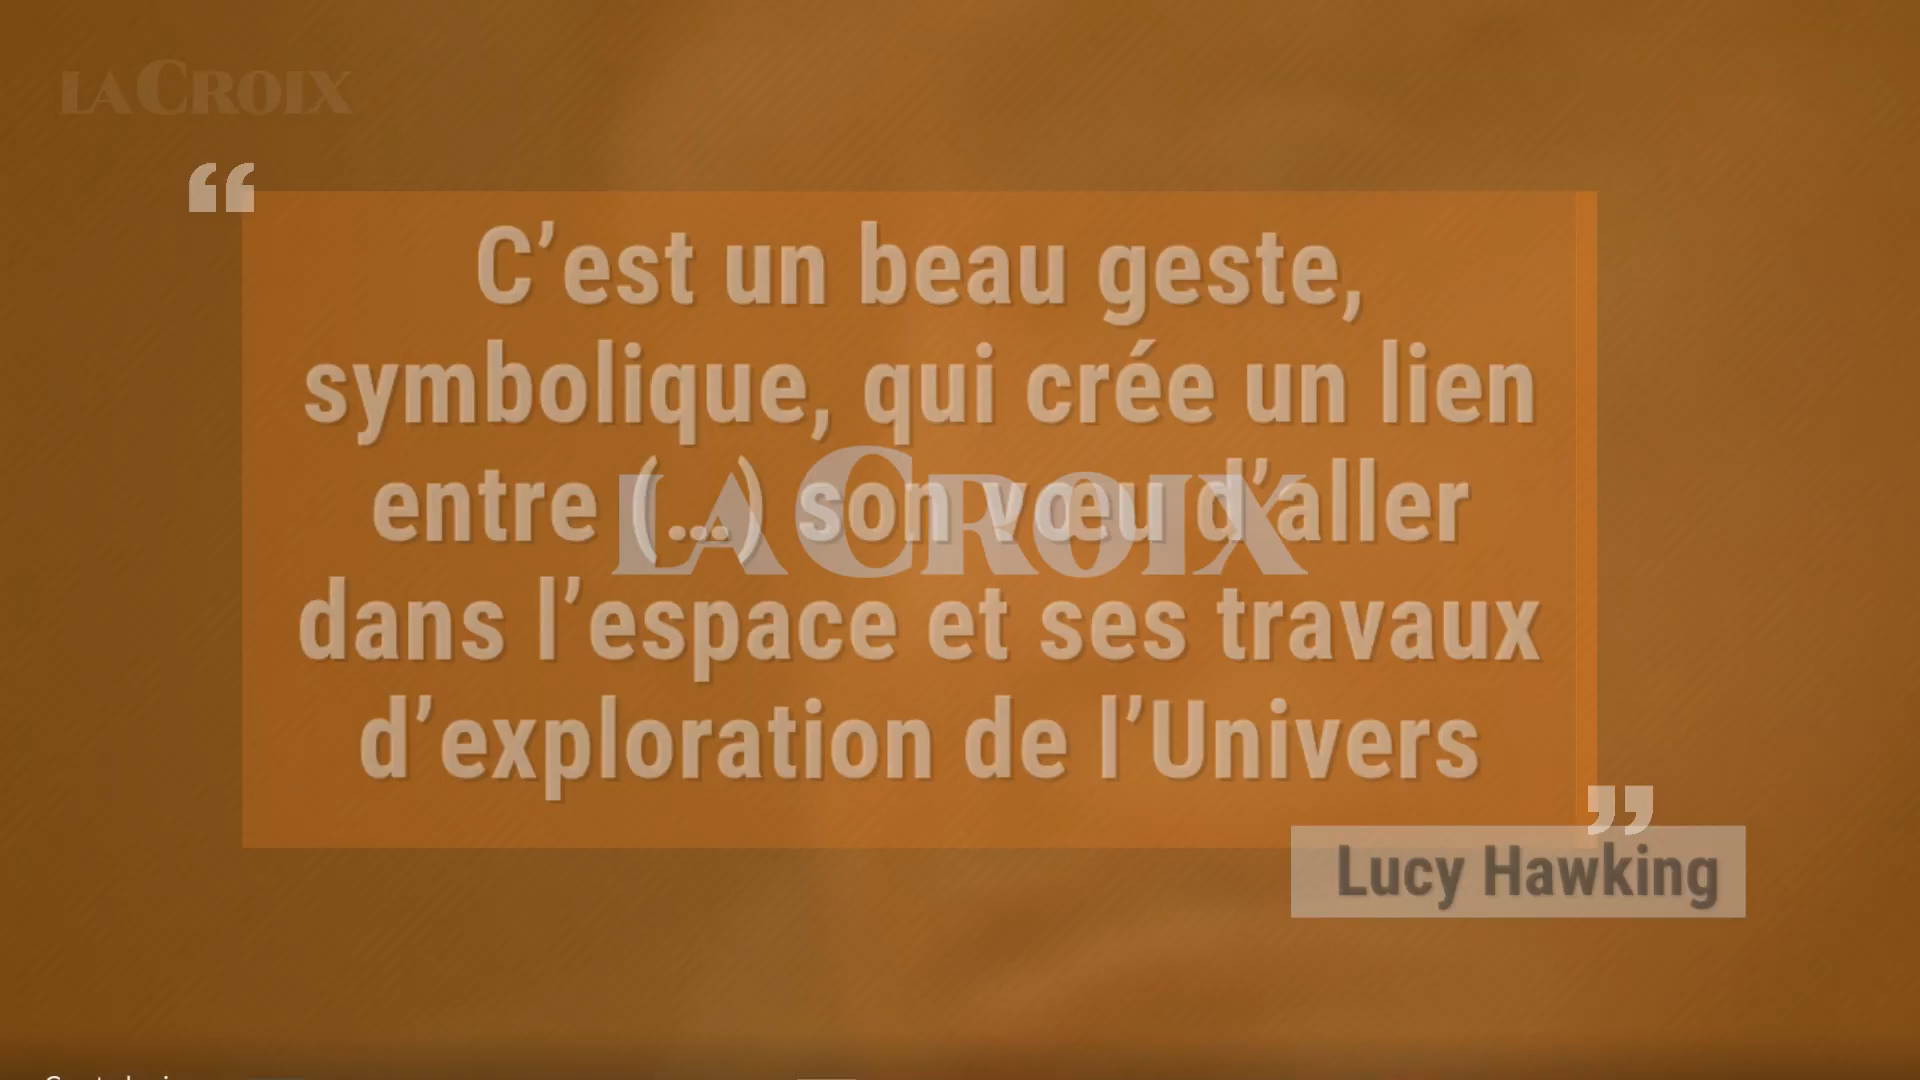 LA CROIX
“
C’est un beau geste,
symbolique, qui crée un lien
entre (...) son vœu d’aller
dans l’espace et ses travaux
d’exploration de l’Univers
”
LA CROIX
Lucy Hawking